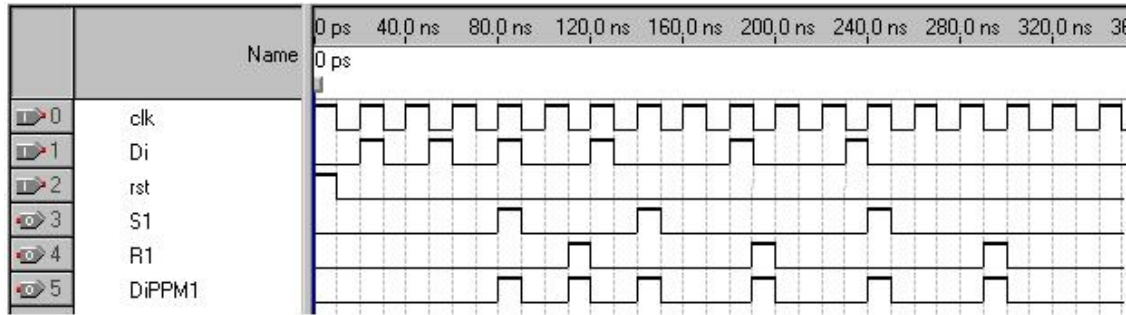 Name 0 ps 40.0 ns 80.0 ns 120.0 ns 160.0 ns 200.0 ns 240.0 ns 280.0 ns 320.0 ns 36
0 ps
0 clk
1 Di
2 rst
3 S1
4 R1
5 DiPPM1